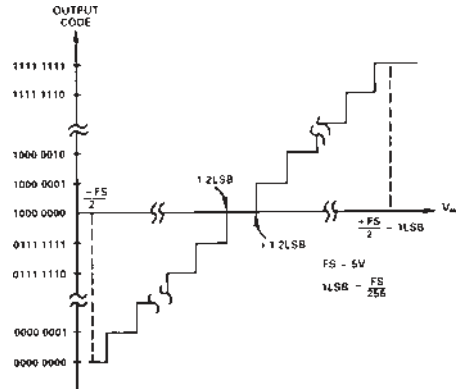 OUTPUT
CODE
1111 1111
1111 1110
1000 0010
1000 0001
1000 0000
0111 1111
0111 1110
0000 0001
0000 0000
–FS
2
1 2LSB
+1 2LSB
+FS
2
– 1LSB
FS – 5V
1LSB – FS
256